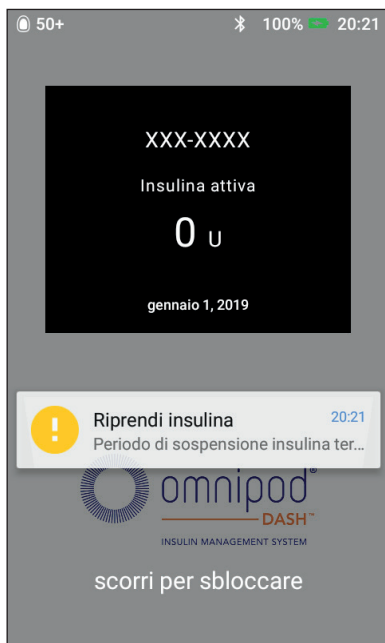 50+ 100% 20:21
XXX-XXXX
Insulina attiva
0 U
gennaio 1, 2019
Riprendi insulina 20:21
Periodo di sospensione insulina ter...
omnipod®
DASH™
INSULIN MANAGEMENT SYSTEM
scorri per sbloccare